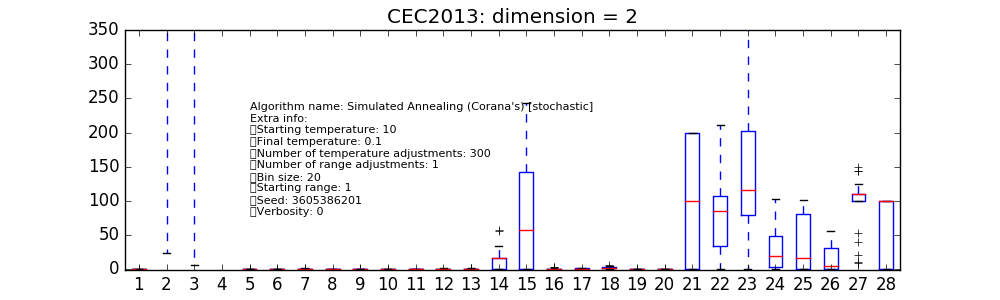 CEC2013: dimension = 2
350
300
250
200
150
100
50
0
Algorithm name: Simulated Annealing (Corana's) [stochastic]
Extra info:
Starting temperature: 10
Final temperature: 0.1
Number of temperature adjustments: 300
Number of range adjustments: 1
Bin size: 20
Starting range: 1
Seed: 3605386201
Verbosity: 0
1 2 3 4 5 6 7 8 9 10 11 12 13 14 15 16 17 18 19 20 21 22 23 24 25 26 27 28